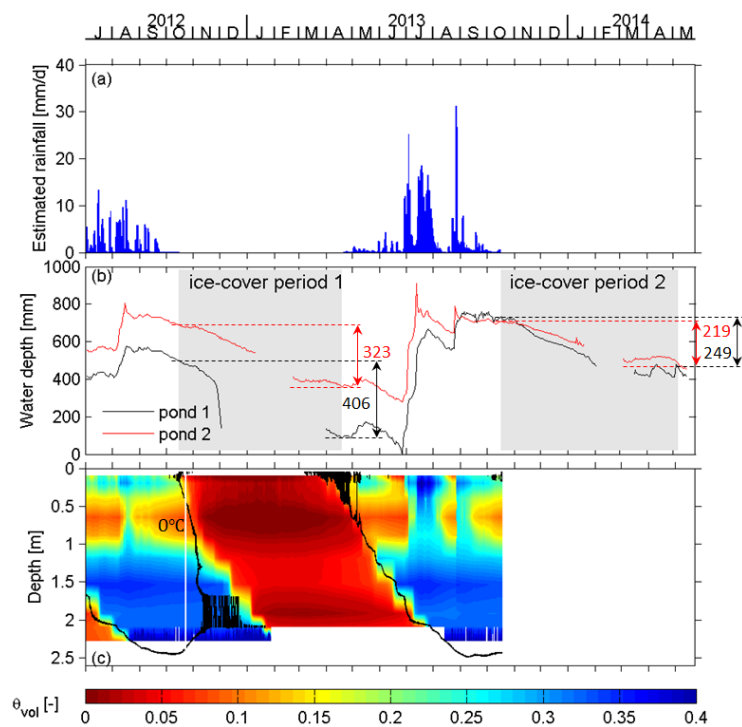 2012 2013 2014
J A S O N D J F M A M J J A S O N D J F M A M
(a)
Estimated rainfall [mm/d]
40
30
20
10
0
(b)
ice-cover period 1
ice-cover period 2
Water depth [mm]
1000
800
600
400
200
0
323
406
219
249
pond 1
pond 2
0°C
Depth [m]
0
0.5
1
1.5
2
2.5
(c)
θvol [-]
0 0.05 0.1 0.15 0.2 0.25 0.3 0.35 0.4